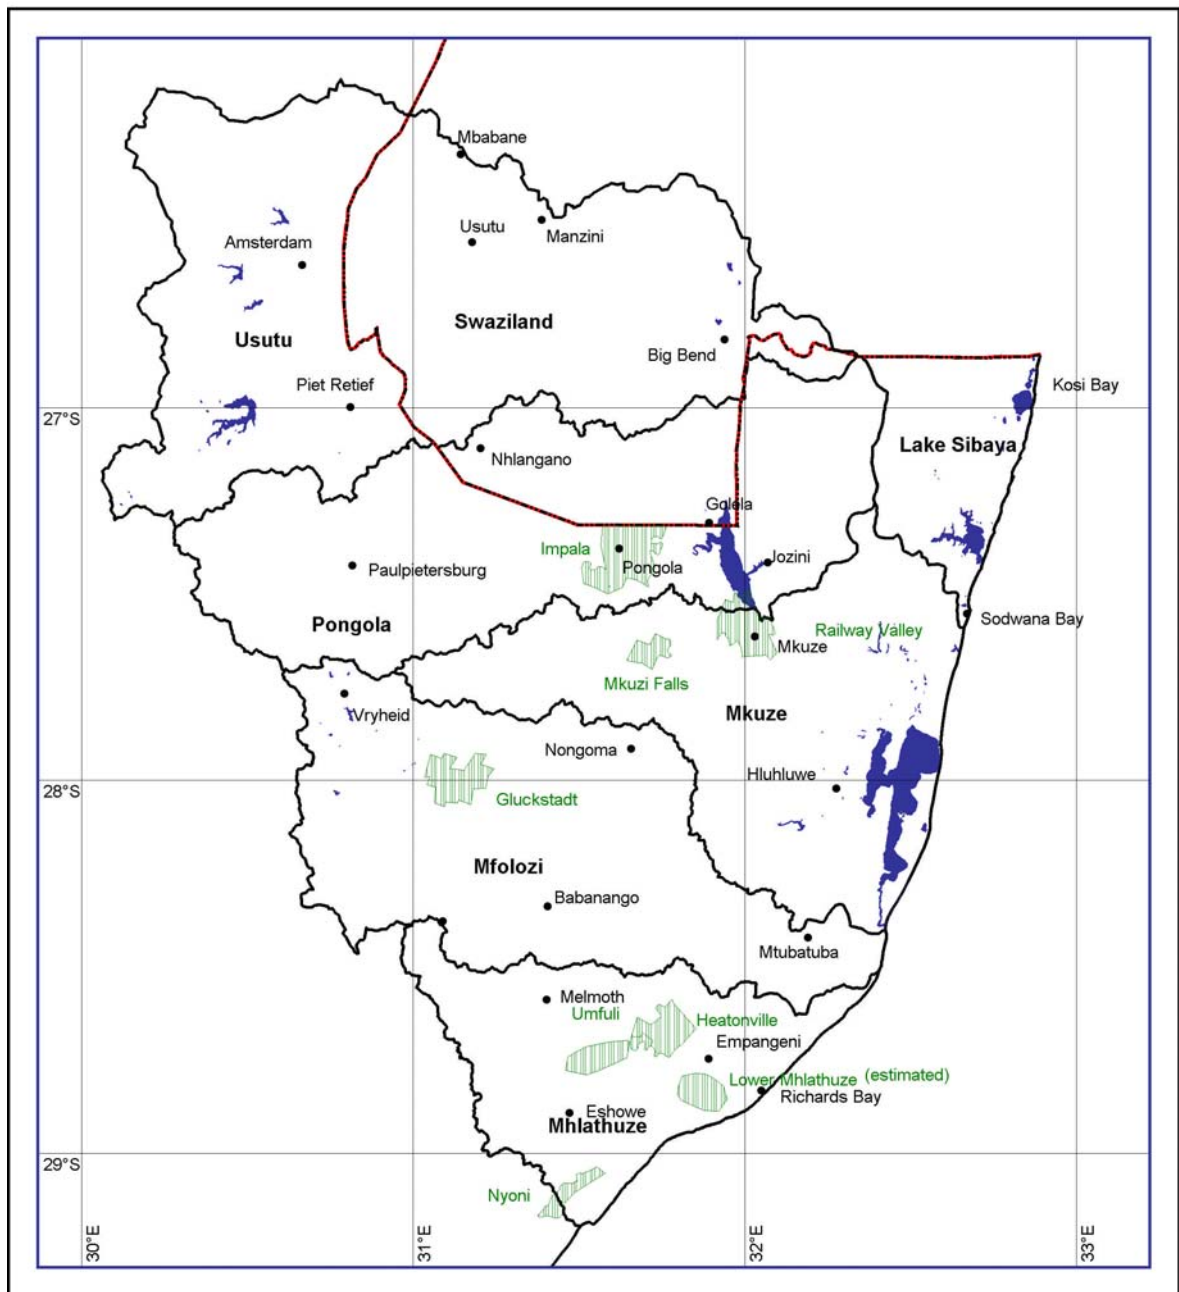 Mbabane
Usutu
Manzini
Amsterdam
Swaziland
Usutu
Big Bend
Piet Retief
Kosi Bay
27°S
Lake Sibaya
Nhlangano
Golela
Impala
Pongola
Jozini
Paulpietersburg
Pongola
Sodwana Bay
Railway Valley
Mkuze
Mkuzi Falls
Mkuze
Vryheid
Nongoma
Hluhluwe
28°S
Gluckstadt
Mfolozi
Babanango
Mtubatuba
Melmoth
Umfuli
Heatonville
Empangeni
Lower Mhlathuze (estimated)
Richards Bay
Eshowe
Mhlathuze
29°S
Nyoni
30°E
31°E
32°E
33°E